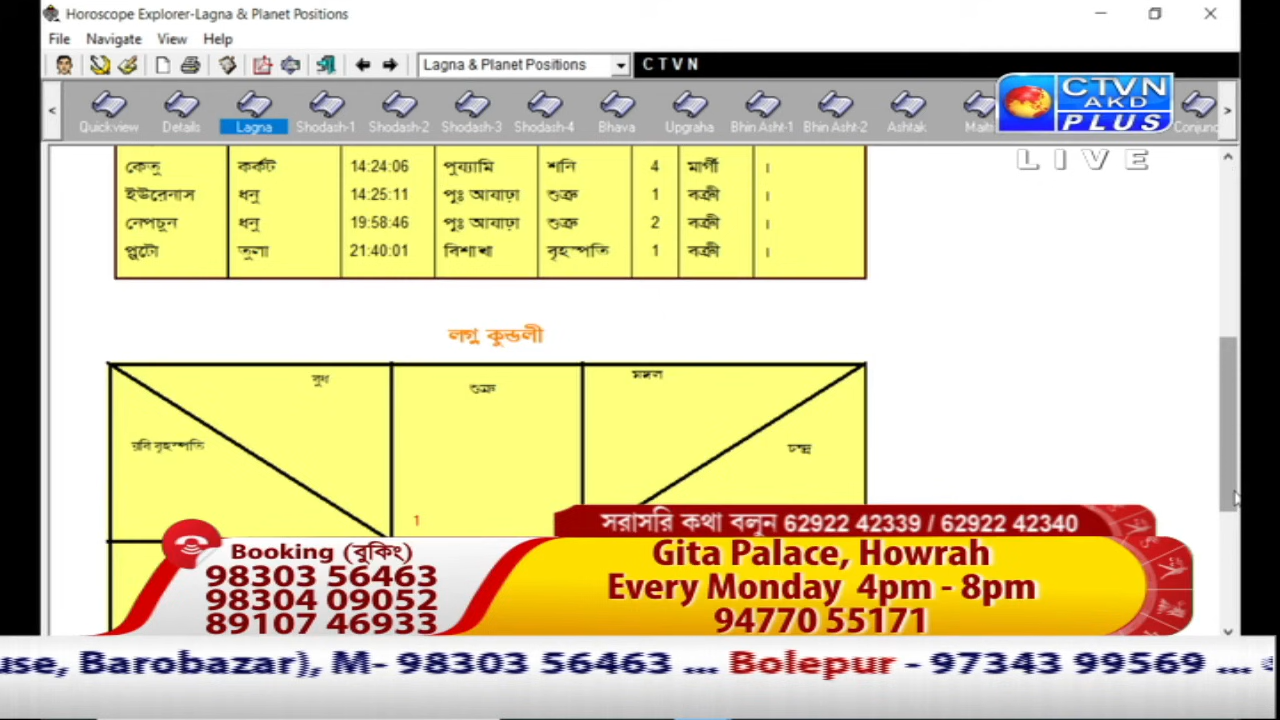 Horoscope Explorer-Lagna & Planet Positions
File Navigate View Help
Lagna & Planet Positions
C T V N
< Quickview Details Lagna Shodash-1 Shodash-2 Shodash-3 Shodash-4 Bhava Upgraha Bhin Asht-1 Bhin Asht-2 Ashtak Conjunc >
CTVN
AKD
PLUS
LIVE
কেতু কর্কট 14:24:06 পুষ্যামি শনি 4 মার্গী ।
ইউরেনাস ধনু 14:25:11 পুঃ আষাঢ়া শুক্র 1 বক্রী ।
নেপচুন ধনু 19:58:46 পুঃ আষাঢ়া শুক্র 2 বক্রী ।
প্লুটো তুলা 21:40:01 বিশাখা বৃহস্পতি 1 বক্রী ।
লগ্ন কুন্ডলী
বুধ শুক্র মঙ্গল
রবি বৃহস্পতি চন্দ্র
1
সরাসরি কথা বলুন 62922 42339 / 62922 42340
Booking (বুকিং)
98303 56463
98304 09052
89107 46933
Gita Palace, Howrah
Every Monday 4pm - 8pm
94770 55171
use, Barobazar), M- 98303 56463 ... Bolepur - 97343 99569 ...